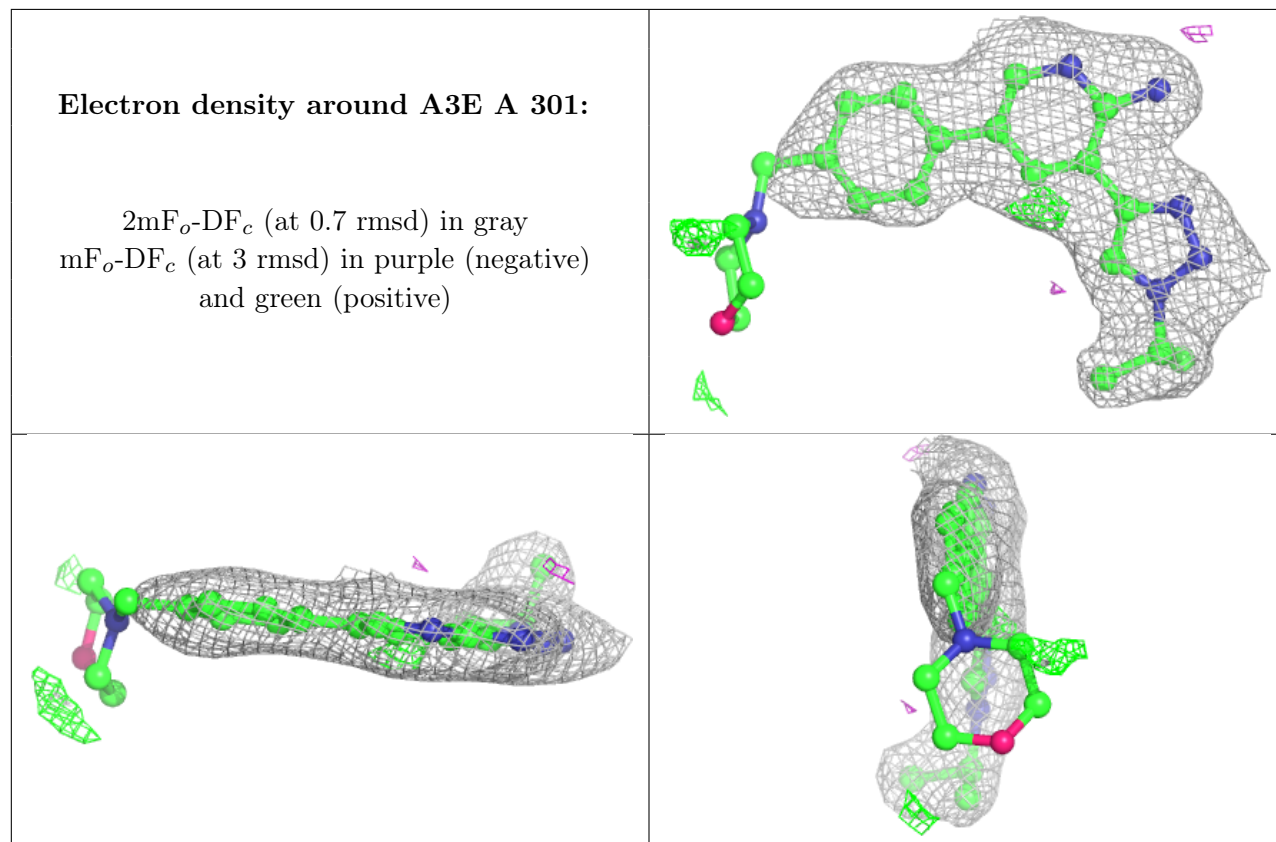 Electron density around A3E A 301:
2mFo-DFc (at 0.7 rmsd) in gray
mFo-DFc (at 3 rmsd) in purple (negative)
and green (positive)